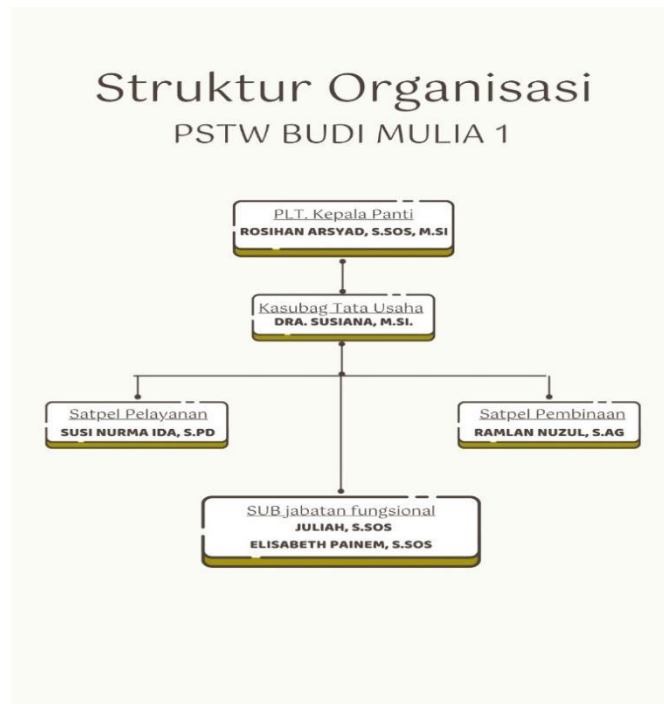 Struktur Organisasi
PSTW BUDI MULIA 1
PLT. Kepala Panti
ROSIHAN ARSYAD, S.SOS, M.SI
Kasubag Tata Usaha
DRA. SUSIANA, M.SI.
Satpel Pelayanan
SUSI NURMA IDA, S.PD
Satpel Pembinaan
RAMLAN NUZUL, S.AG
SUB jabatan fungsional
JULIAH, S.SOS
ELISABETH PAINEM, S.SOS